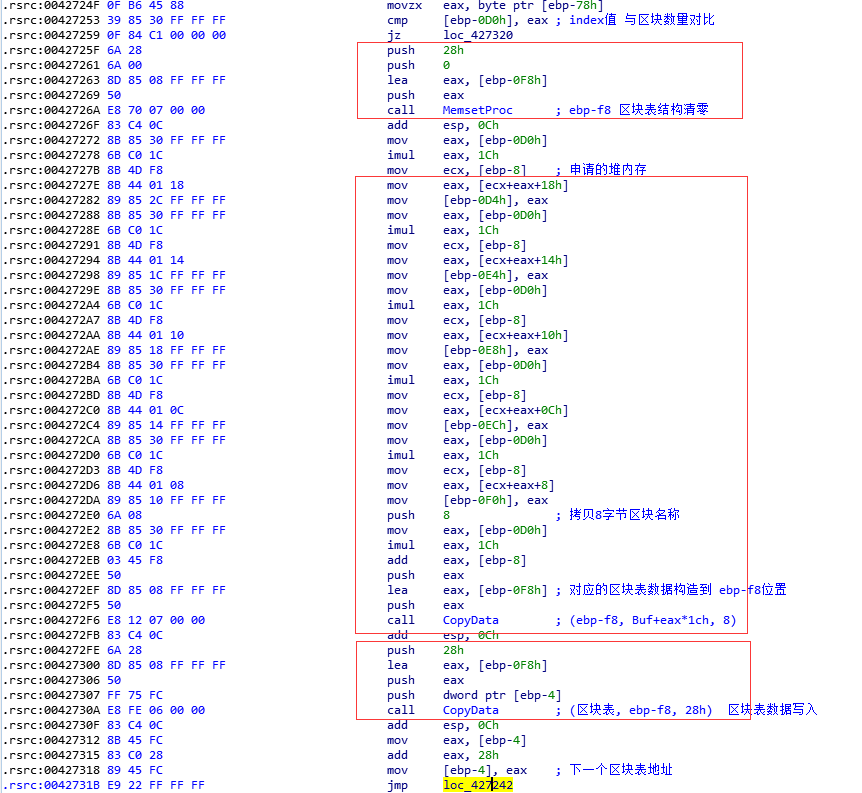 .rsrc:0042724F 0F B6 45 88 movzx eax, byte ptr [ebp-78h]
.rsrc:00427253 39 85 30 FF FF FF cmp [ebp-0D0h], eax ; index值 与区块数量对比
.rsrc:00427259 0F 84 C1 00 00 00 jz loc_427320
.rsrc:0042725F 6A 28 push 28h
.rsrc:00427261 6A 00 push 0
.rsrc:00427263 8D 85 08 FF FF FF lea eax, [ebp-0F8h]
.rsrc:00427269 50 push eax
.rsrc:0042726A E8 70 07 00 00 call MemsetProc ; ebp-f8 区块表结构清零
.rsrc:0042726F 83 C4 0C add esp, 0Ch
.rsrc:00427272 8B 85 30 FF FF FF mov eax, [ebp-0D0h]
.rsrc:00427278 6B C0 1C imul eax, 1Ch
.rsrc:0042727B 8B 4D F8 mov ecx, [ebp-8] ; 申请的堆内存
.rsrc:0042727E 8B 44 01 18 mov eax, [ecx+eax+18h]
.rsrc:00427282 89 85 2C FF FF FF mov [ebp-0D4h], eax
.rsrc:00427288 8B 85 30 FF FF FF mov eax, [ebp-0D0h]
.rsrc:0042728E 6B C0 1C imul eax, 1Ch
.rsrc:00427291 8B 4D F8 mov ecx, [ebp-8]
.rsrc:00427294 8B 44 01 14 mov eax, [ecx+eax+14h]
.rsrc:00427298 89 85 1C FF FF FF mov [ebp-0E4h], eax
.rsrc:0042729E 8B 85 30 FF FF FF mov eax, [ebp-0D0h]
.rsrc:004272A4 6B C0 1C imul eax, 1Ch
.rsrc:004272A7 8B 4D F8 mov ecx, [ebp-8]
.rsrc:004272AA 8B 44 01 10 mov eax, [ecx+eax+10h]
.rsrc:004272AE 89 85 18 FF FF FF mov [ebp-0E8h], eax
.rsrc:004272B4 8B 85 30 FF FF FF mov eax, [ebp-0D0h]
.rsrc:004272BA 6B C0 1C imul eax, 1Ch
.rsrc:004272BD 8B 4D F8 mov ecx, [ebp-8]
.rsrc:004272C0 8B 44 01 0C mov eax, [ecx+eax+0Ch]
.rsrc:004272C4 89 85 14 FF FF FF mov [ebp-0ECh], eax
.rsrc:004272CA 8B 85 30 FF FF FF mov eax, [ebp-0D0h]
.rsrc:004272D0 6B C0 1C imul eax, 1Ch
.rsrc:004272D3 8B 4D F8 mov ecx, [ebp-8]
.rsrc:004272D6 8B 44 01 08 mov eax, [ecx+eax+8]
.rsrc:004272DA 89 85 10 FF FF FF mov [ebp-0F0h], eax
.rsrc:004272E0 6A 08 push 8 ; 拷贝8字节区块名称
.rsrc:004272E2 8B 85 30 FF FF FF mov eax, [ebp-0D0h]
.rsrc:004272E8 6B C0 1C imul eax, 1Ch
.rsrc:004272EB 03 45 F8 add eax, [ebp-8]
.rsrc:004272EE 50 push eax
.rsrc:004272EF 8D 85 08 FF FF FF lea eax, [ebp-0F8h] ; 对应的区块表数据构造到 ebp-f8位置
.rsrc:004272F5 50 push eax
.rsrc:004272F6 E8 12 07 00 00 call CopyData ; (ebp-f8, Buf+eax*1ch, 8)
.rsrc:004272FB 83 C4 0C add esp, 0Ch
.rsrc:004272FE 6A 28 push 28h
.rsrc:00427300 8D 85 08 FF FF FF lea eax, [ebp-0F8h]
.rsrc:00427306 50 push eax
.rsrc:00427307 FF 75 FC push dword ptr [ebp-4]
.rsrc:0042730A E8 FE 06 00 00 call CopyData ; (区块表, ebp-f8, 28h) 区块表数据写入
.rsrc:0042730F 83 C4 0C add esp, 0Ch
.rsrc:00427312 8B 45 FC mov eax, [ebp-4]
.rsrc:00427315 83 C0 28 add eax, 28h
.rsrc:00427318 89 45 FC mov [ebp-4], eax ; 下一个区块表地址
.rsrc:0042731B E9 22 FF FF FF jmp loc_427242